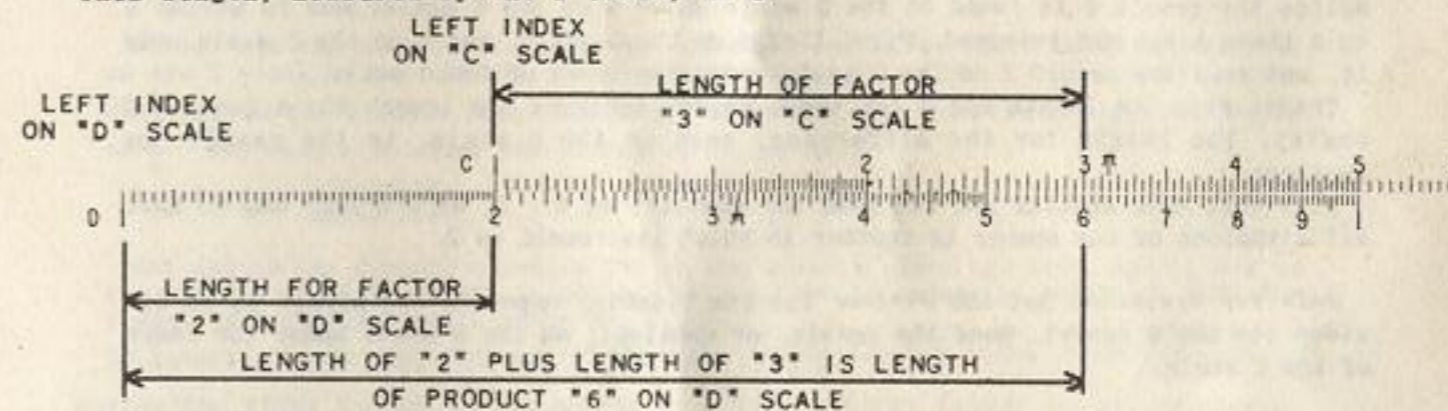 LEFT INDEX
ON "C" SCALE
LENGTH OF FACTOR
"3" ON "C" SCALE
LEFT INDEX
ON "D" SCALE
C 2 3 π 4 5
D 2 3 π 4 5 6 7 8 9
LENGTH FOR FACTOR
"2" ON "D" SCALE
LENGTH OF "2" PLUS LENGTH OF "3" IS LENGTH
OF PRODUCT "6" ON "D" SCALE